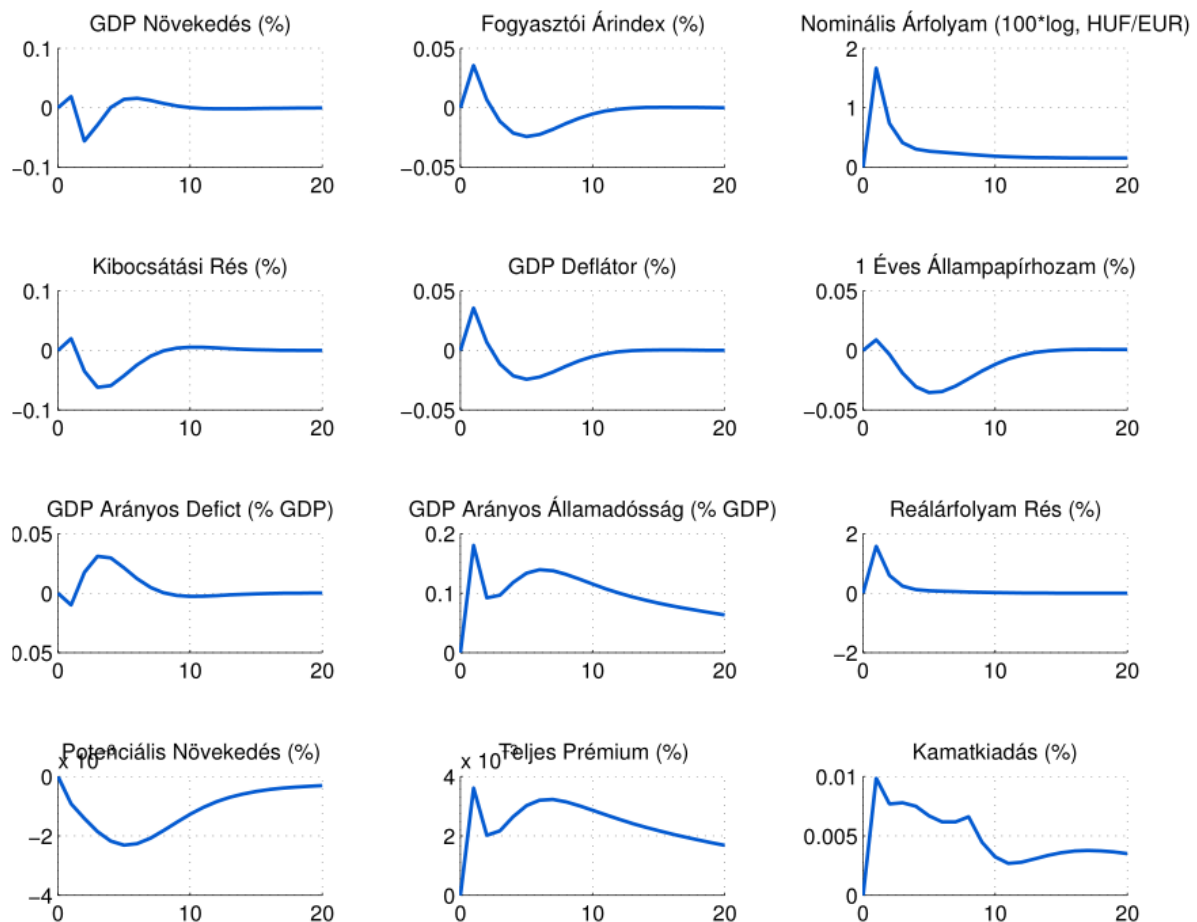 GDP Növekedés (%)
0.1
0
−0.1
0 10 20
Fogyasztói Árindex (%)
0.05
0
−0.05
0 10 20
Nominális Árfolyam (100*log, HUF/EUR)
2
1
0
0 10 20
Kibocsátási Rés (%)
0.1
0
−0.1
0 10 20
GDP Deflátor (%)
0.05
0
−0.05
0 10 20
1 Éves Állampapírhozam (%)
0.05
0
−0.05
0 10 20
GDP Arányos Defict (% GDP)
0.05
0
0.05
0 10 20
GDP Arányos Államadósság (% GDP)
0.2
0.1
0
0 10 20
Reálárfolyam Rés (%)
2
0
−2
0 10 20
Potenciális Növekedés (%)
x 10
0
−2
−4
0 10 20
Teljes Prémium (%)
x 10
4
2
0
0 10 20
Kamatkiadás (%)
0.01
0.005
0
0 10 20